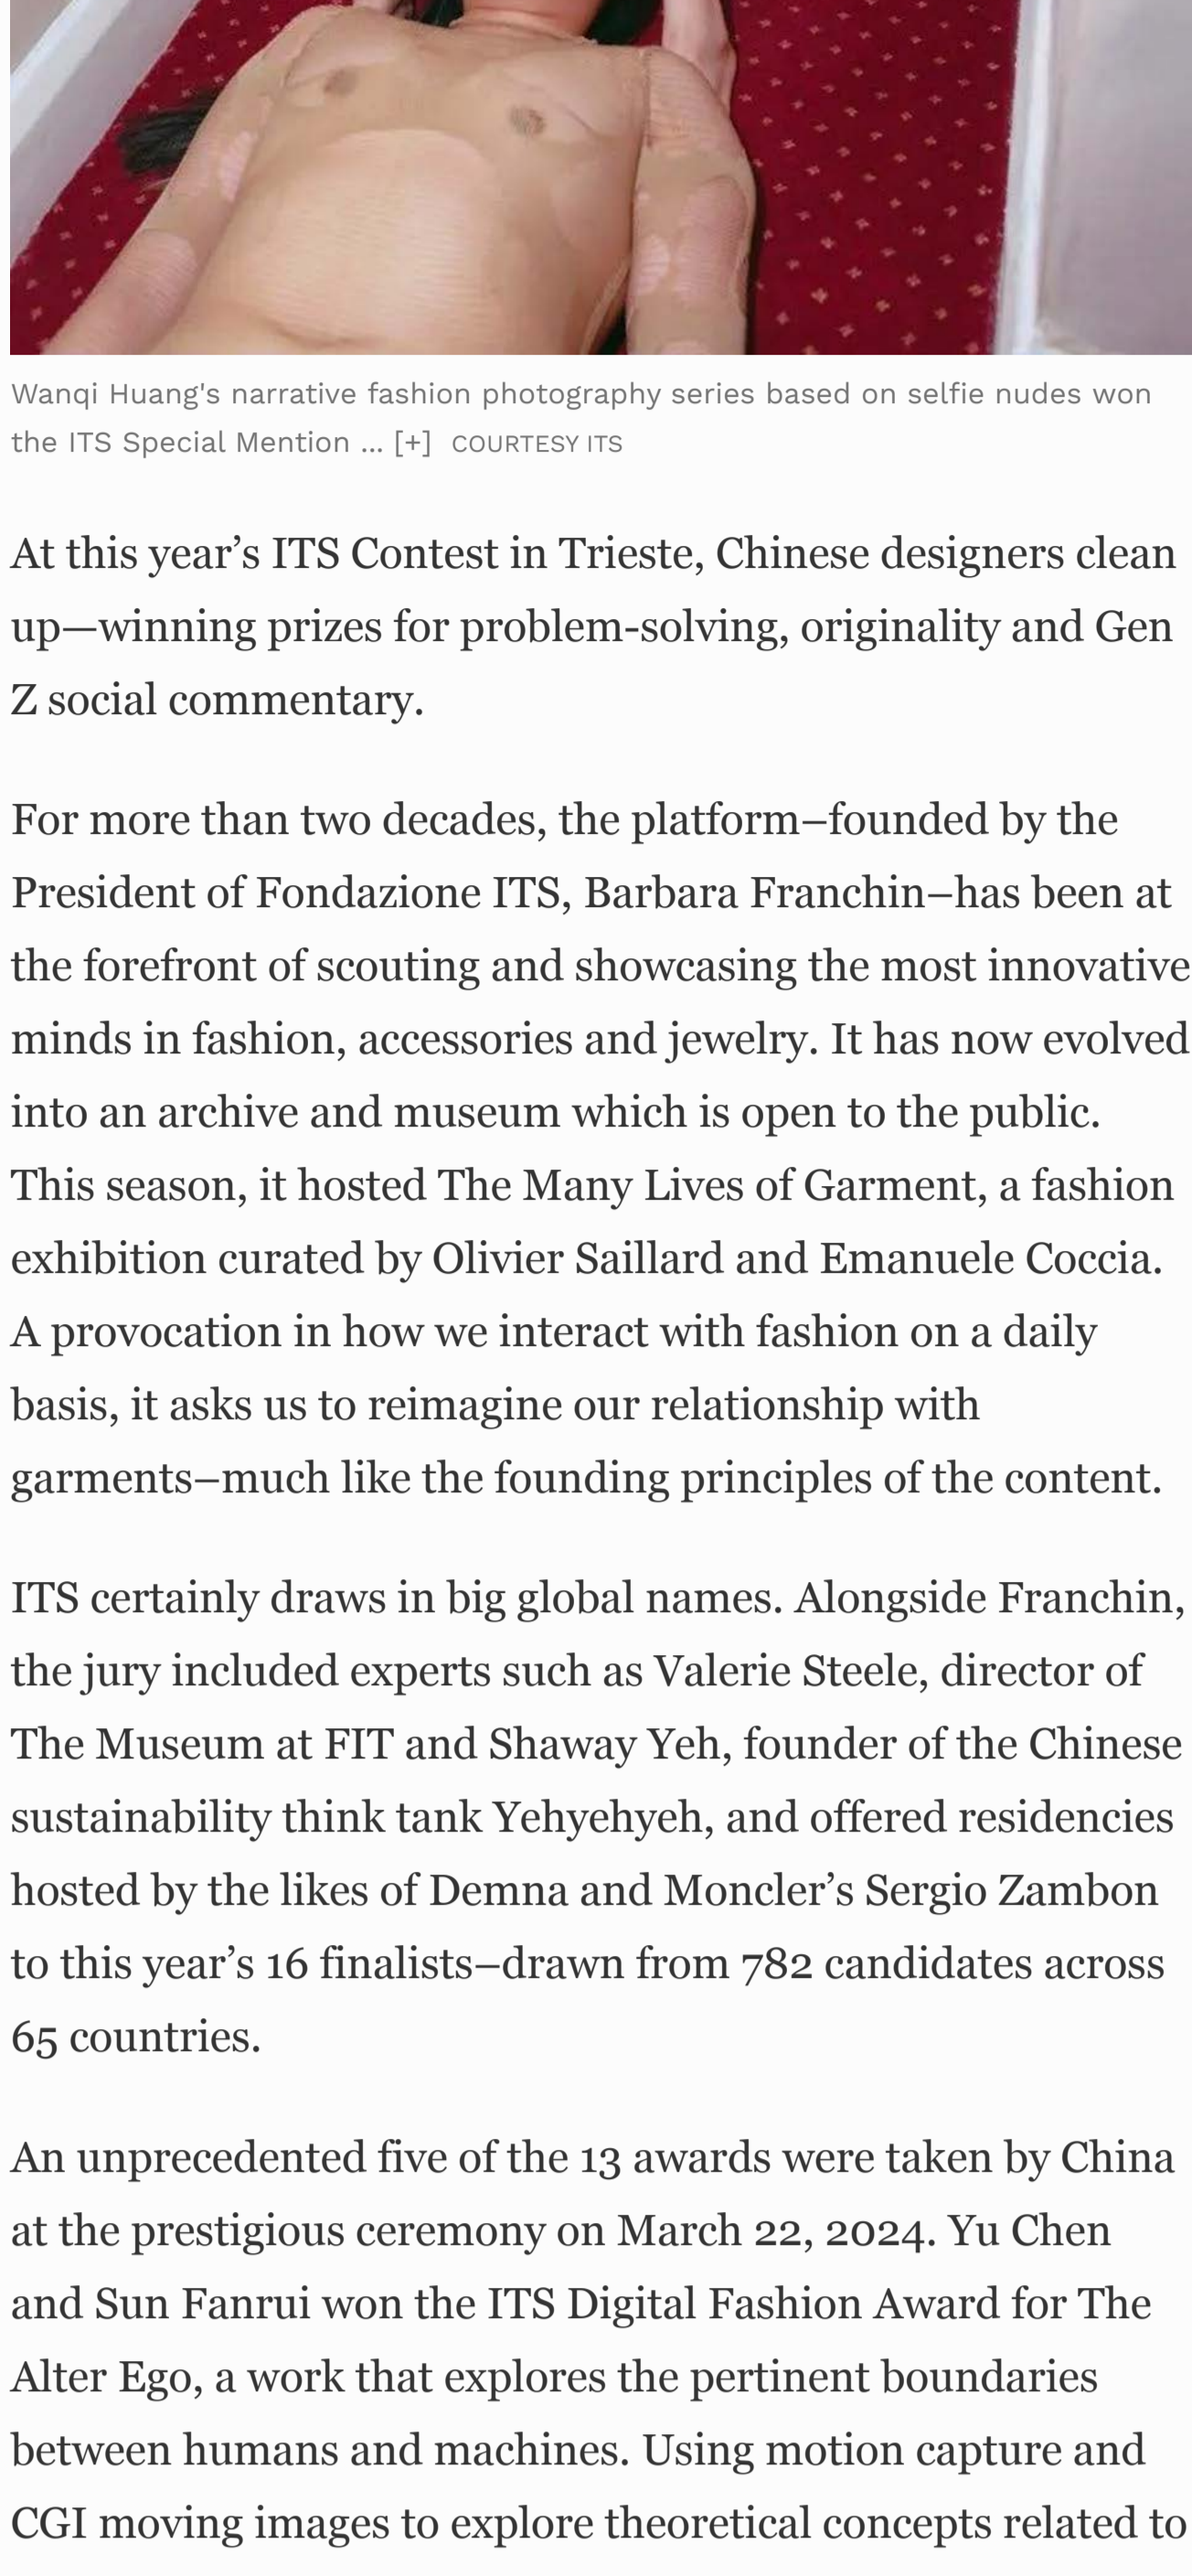 Wanqi Huang's narrative fashion photography series based on selfie nudes won
the ITS Special Mention ... [+] COURTESY ITS
At this year’s ITS Contest in Trieste, Chinese designers clean
up—winning prizes for problem-solving, originality and Gen
Z social commentary.
For more than two decades, the platform–founded by the
President of Fondazione ITS, Barbara Franchin–has been at
the forefront of scouting and showcasing the most innovative
minds in fashion, accessories and jewelry. It has now evolved
into an archive and museum which is open to the public.
This season, it hosted The Many Lives of Garment, a fashion
exhibition curated by Olivier Saillard and Emanuele Coccia.
A provocation in how we interact with fashion on a daily
basis, it asks us to reimagine our relationship with
garments–much like the founding principles of the content.
ITS certainly draws in big global names. Alongside Franchin,
the jury included experts such as Valerie Steele, director of
The Museum at FIT and Shaway Yeh, founder of the Chinese
sustainability think tank Yehyehyeh, and offered residencies
hosted by the likes of Demna and Moncler’s Sergio Zambon
to this year’s 16 finalists–drawn from 782 candidates across
65 countries.
An unprecedented five of the 13 awards were taken by China
at the prestigious ceremony on March 22, 2024. Yu Chen
and Sun Fanrui won the ITS Digital Fashion Award for The
Alter Ego, a work that explores the pertinent boundaries
between humans and machines. Using motion capture and
CGI moving images to explore theoretical concepts related to